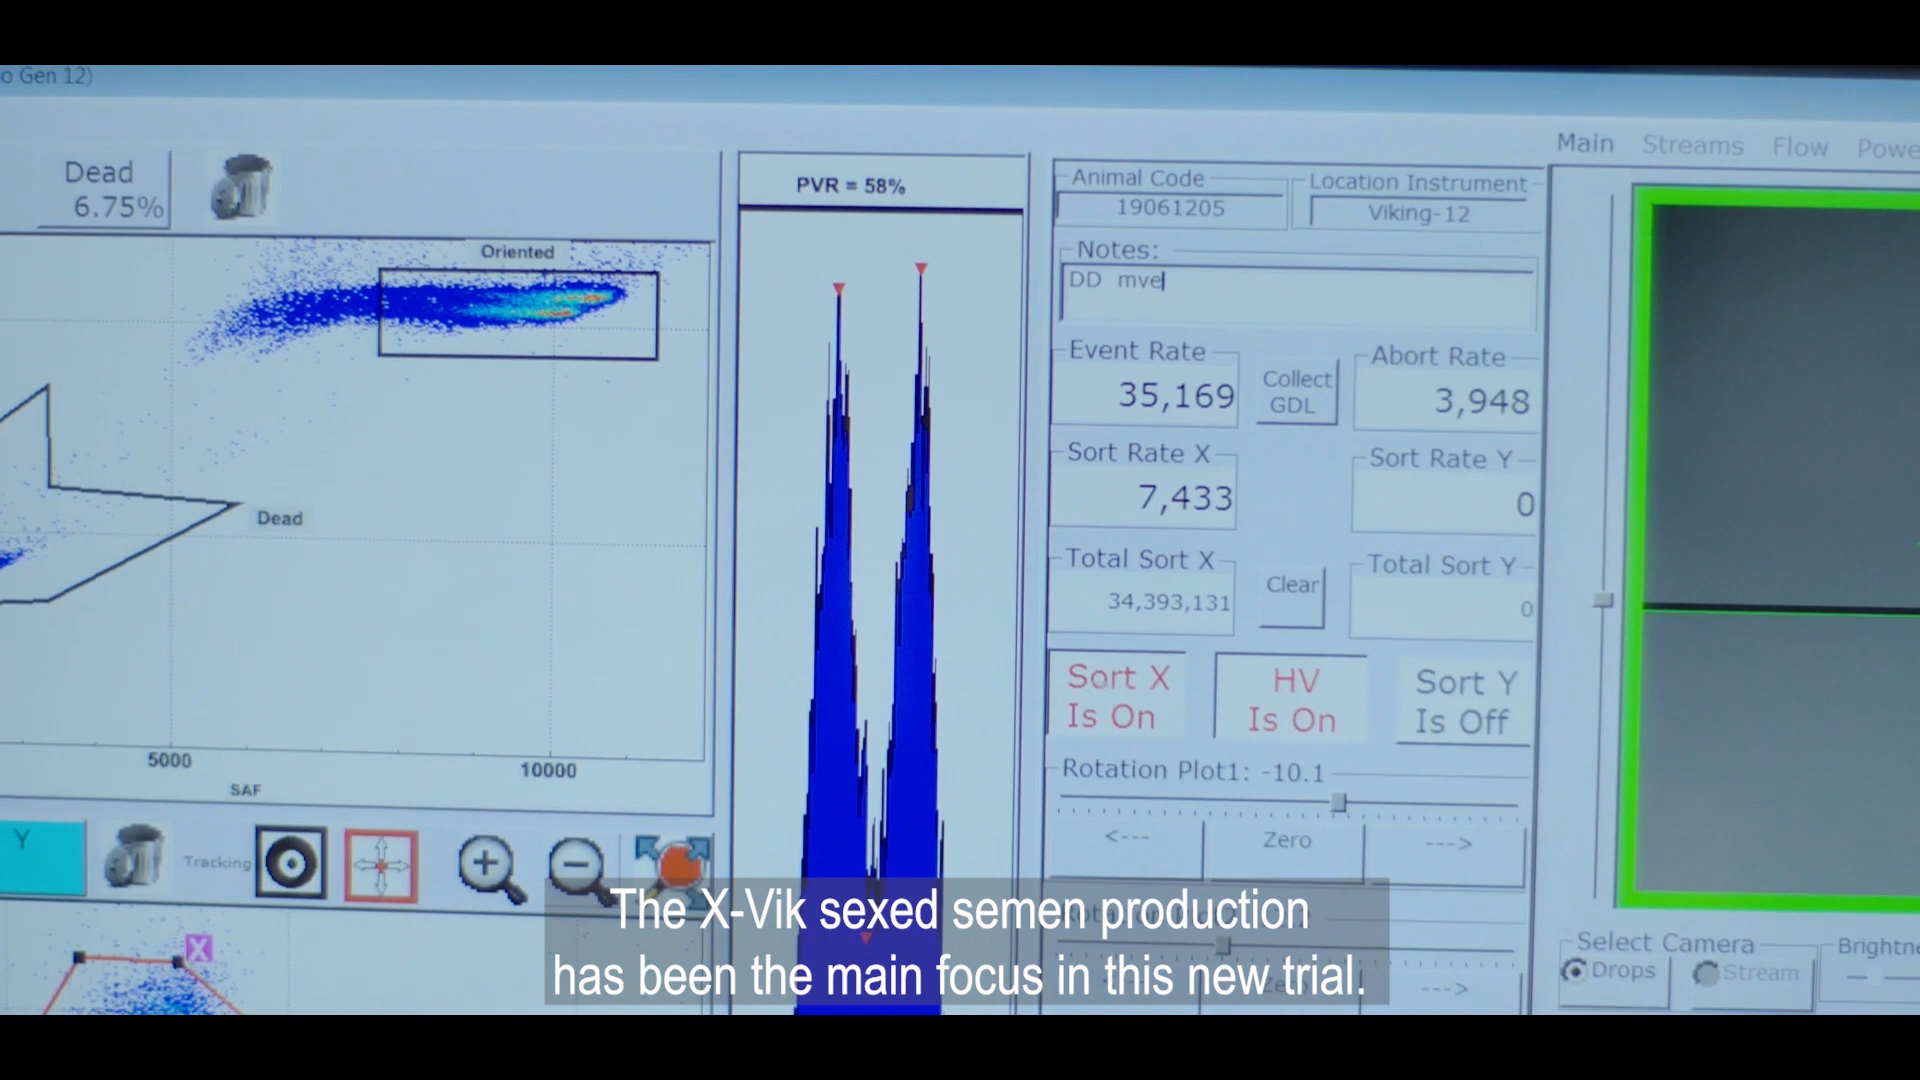 o Gen 12)
Main Streams Flow Powe
Dead
6.75%
PVR = 58%
Animal Code
19061205
Location Instrument
Viking-12
Notes:
DD mve
Oriented
Event Rate
35,169
Collect
GDL
Abort Rate
3,948
Sort Rate X
7,433
Sort Rate Y
0
Dead
Total Sort X
34,393,131
Clear
Total Sort Y
0
Sort X
Is On
HV
Is On
Sort Y
Is Off
5000
10000
SAF
Rotation Plot1: -10.1
<---
Zero
--->
Y
Tracking
X
The X-Vik sexed semen production
has been the main focus in this new trial.
--->
Select Camera
Drops
Stream
Brightne